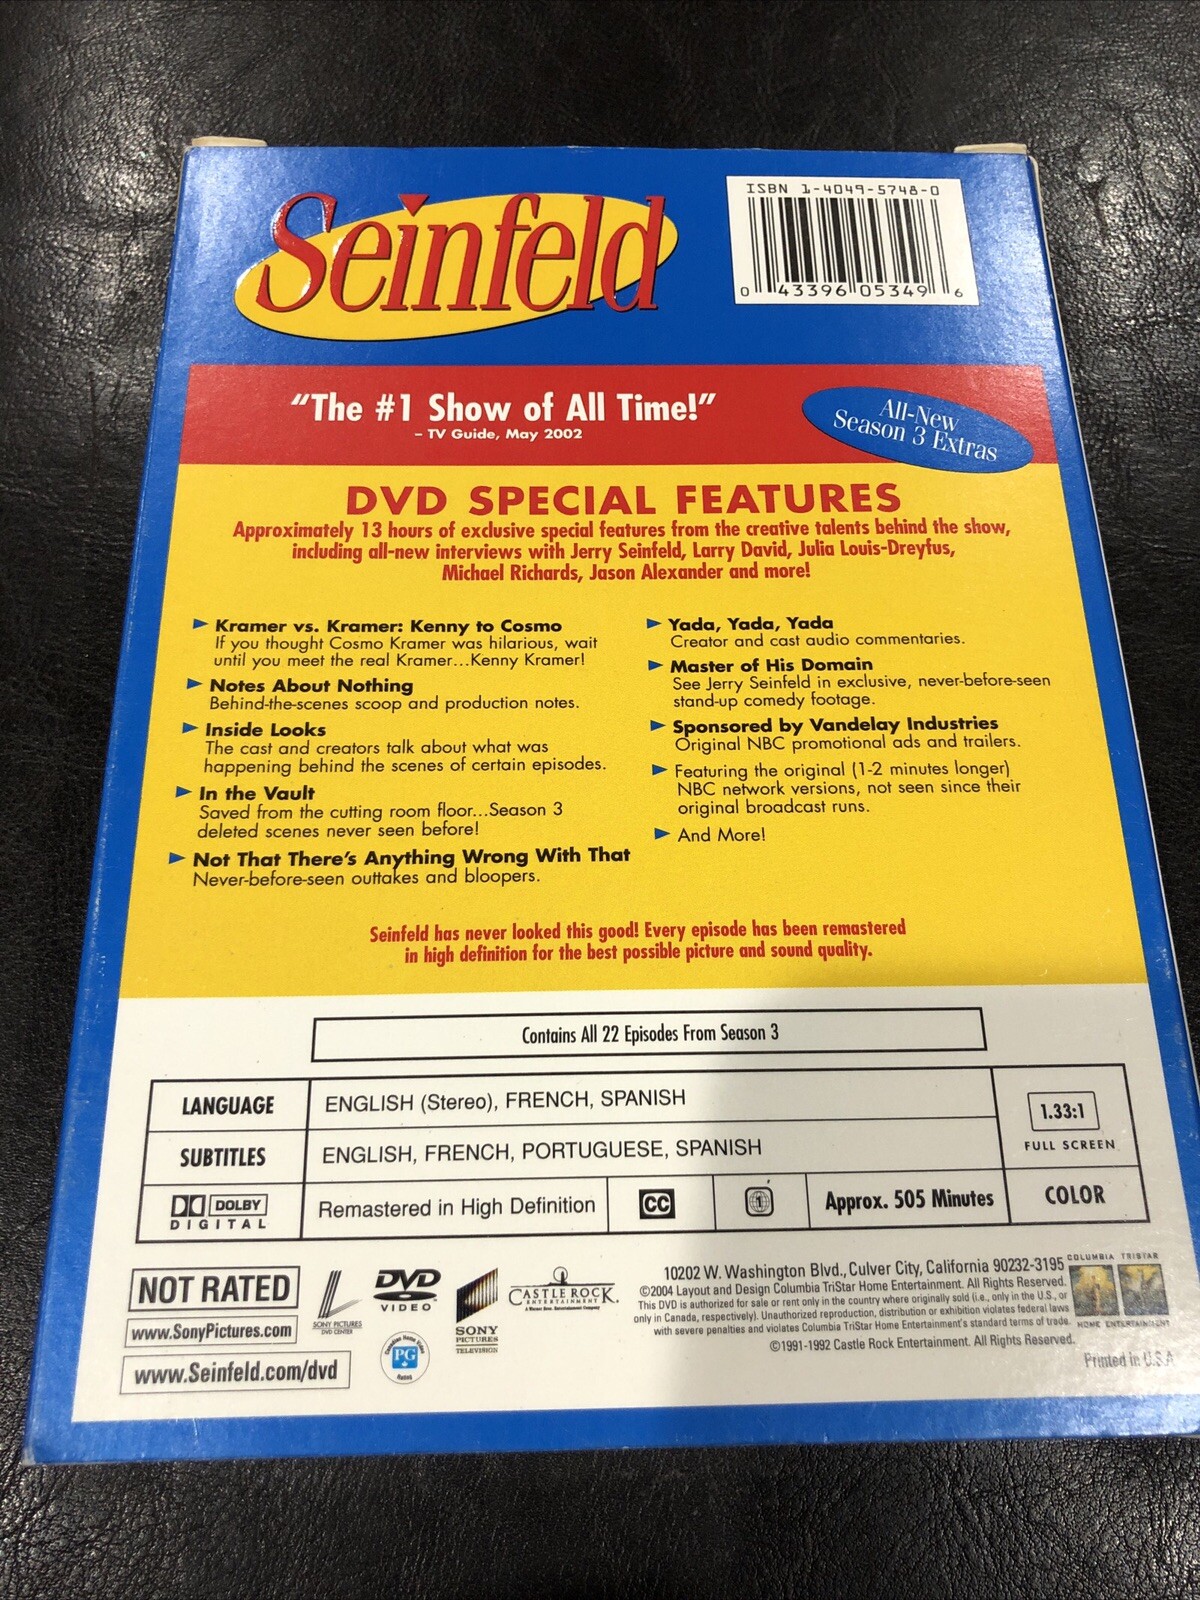 Seinfeld
ISBN 1-4049-5748-0
0 43396 05349 6
"The #1 Show of All Time!"
– TV Guide, May 2002
All-New
Season 3 Extras
DVD SPECIAL FEATURES
Approximately 13 hours of exclusive special features from the creative talents behind the show,
including all-new interviews with Jerry Seinfeld, Larry David, Julia Louis-Dreyfus,
Michael Richards, Jason Alexander and more!
Kramer vs. Kramer: Kenny to Cosmo
If you thought Cosmo Kramer was hilarious, wait
until you meet the real Kramer...Kenny Kramer!
Notes About Nothing
Behind-the-scenes scoop and production notes.
Inside Looks
The cast and creators talk about what was
happening behind the scenes of certain episodes.
In the Vault
Saved from the cutting room floor...Season 3
deleted scenes never seen before!
Not That There's Anything Wrong With That
Never-before-seen outtakes and bloopers.
Yada, Yada, Yada
Creator and cast audio commentaries.
Master of His Domain
See Jerry Seinfeld in exclusive, never-before-seen
stand-up comedy footage.
Sponsored by Vandelay Industries
Original NBC promotional ads and trailers.
Featuring the original (1-2 minutes longer)
NBC network versions, not seen since their
original broadcast runs.
And More!
Seinfeld has never looked this good! Every episode has been remastered
in high definition for the best possible picture and sound quality.
Contains All 22 Episodes From Season 3
LANGUAGE
ENGLISH (Stereo), FRENCH, SPANISH
SUBTITLES
ENGLISH, FRENCH, PORTUGUESE, SPANISH
1.33:1
FULL SCREEN
DOLBY
DIGITAL
Remastered in High Definition
CC
1
Approx. 505 Minutes
COLOR
NOT RATED
www.SonyPictures.com
www.Seinfeld.com/dvd
SONY PICTURES
DVD CENTER
DVD
VIDEO
Canadian Home Video
PG
Rating
SONY
PICTURES
TELEVISION
CASTLE ROCK
ENTERTAINMENT
A Warner Bros. Entertainment Company
10202 W. Washington Blvd., Culver City, California 90232-3195
©2004 Layout and Design Columbia TriStar Home Entertainment. All Rights Reserved.
This DVD is authorized for sale or rent only in the country where originally sold (i.e., only in the U.S., or
only in Canada, respectively). Unauthorized reproduction, distribution or exhibition violates federal laws
with severe penalties and violates Columbia TriStar Home Entertainment's standard terms of trade.
©1991-1992 Castle Rock Entertainment. All Rights Reserved.
COLUMBIA TRISTAR
HOME ENTERTAINMENT
Printed in U.S.A